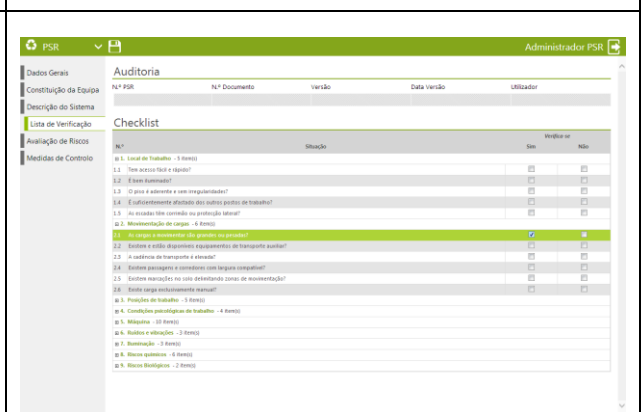 PSR
Administrador PSR
Dados Gerais
Constituição da Equipa
Descrição do Sistema
Lista de Verificação
Avaliação de Riscos
Medidas de Controlo
Auditoria
N.º PSR N.º Documento Versão Data Versão Utilizador
Checklist
Verifica-se
N.º Situação Sim Não
1. Local de Trabalho - 5 item(s)
1.1 Tem acesso fácil e rápido?
1.2 É bem iluminado?
1.3 O piso é aderente e sem irregularidades?
1.4 É suficientemente afastado dos outros postos de trabalho?
1.5 As escadas têm corrimão ou protecção lateral?
2. Movimentação de cargas - 6 item(s)
2.1 As cargas a movimentar são grandes ou pesadas?
2.2 Existem e estão disponíveis equipamentos de transporte auxiliar?
2.3 A cadência de transporte é elevada?
2.4 Existem passagens e corredores com largura compatível?
2.5 Existem marcações no solo delimitando zonas de movimentação?
2.6 Existe carga exclusivamente manual?
3. Posições de trabalho - 5 item(s)
4. Condições psicológicas de trabalho - 4 item(s)
5. Máquina - 10 item(s)
6. Ruídos e vibrações - 3 item(s)
7. Iluminação - 3 item(s)
8. Riscos químicos - 6 item(s)
9. Riscos Biológicos - 2 item(s)